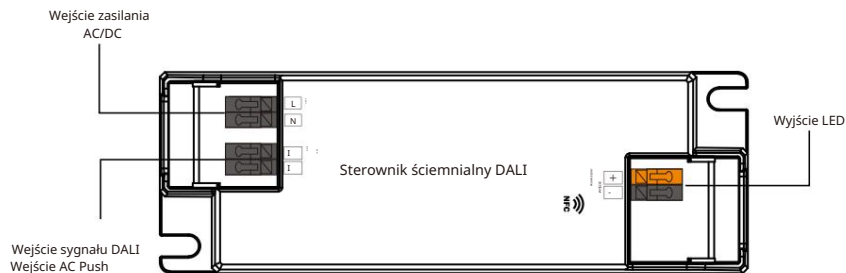 Wejście zasilania
AC/DC
L
N
I
I
Sterownik ściemnialny DALI
NFC
+
-
Wyjście LED
Wejście sygnału DALI
Wejście AC Push